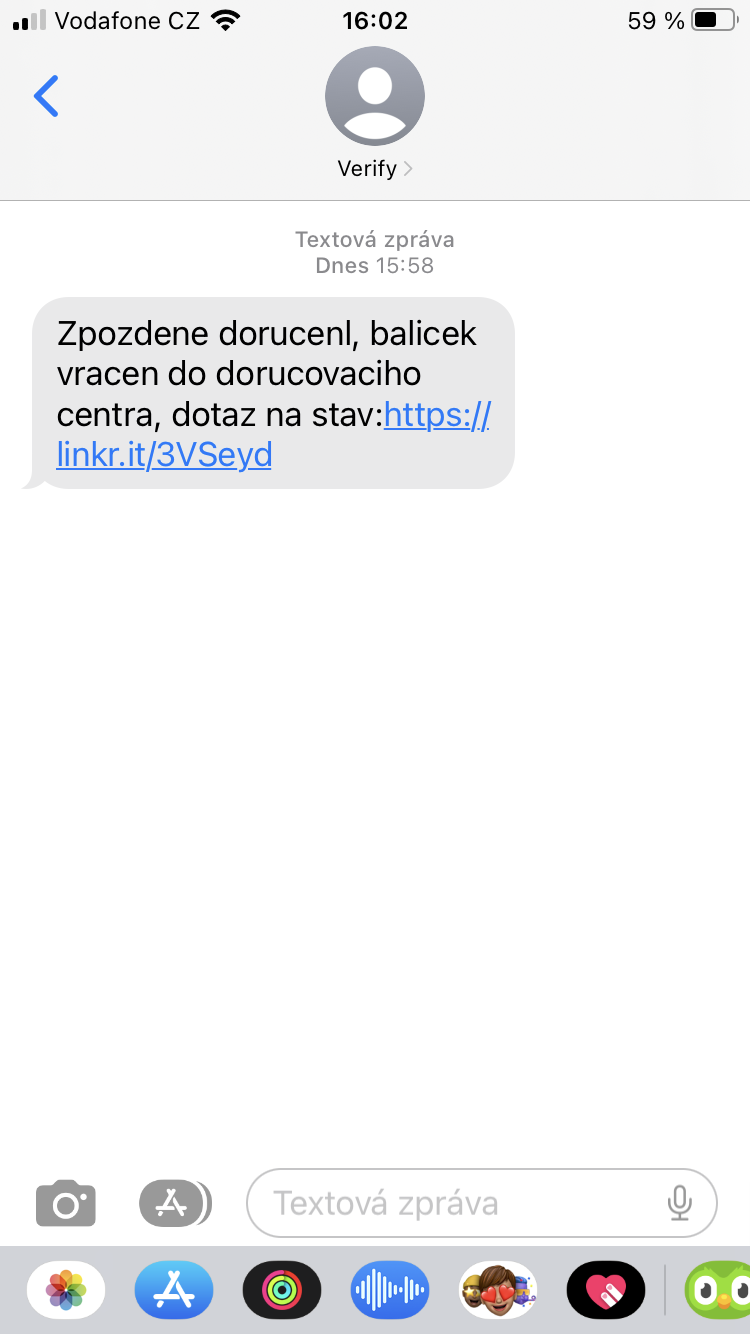 Vodafone CZ 16:02 59 %
Verify
Textová zpráva
Dnes 15:58
Zpozdene dorucenl, balicek
vracen do dorucovaciho
centra, dotaz na stav:https://
linkr.it/3VSeyd
Textová zpráva